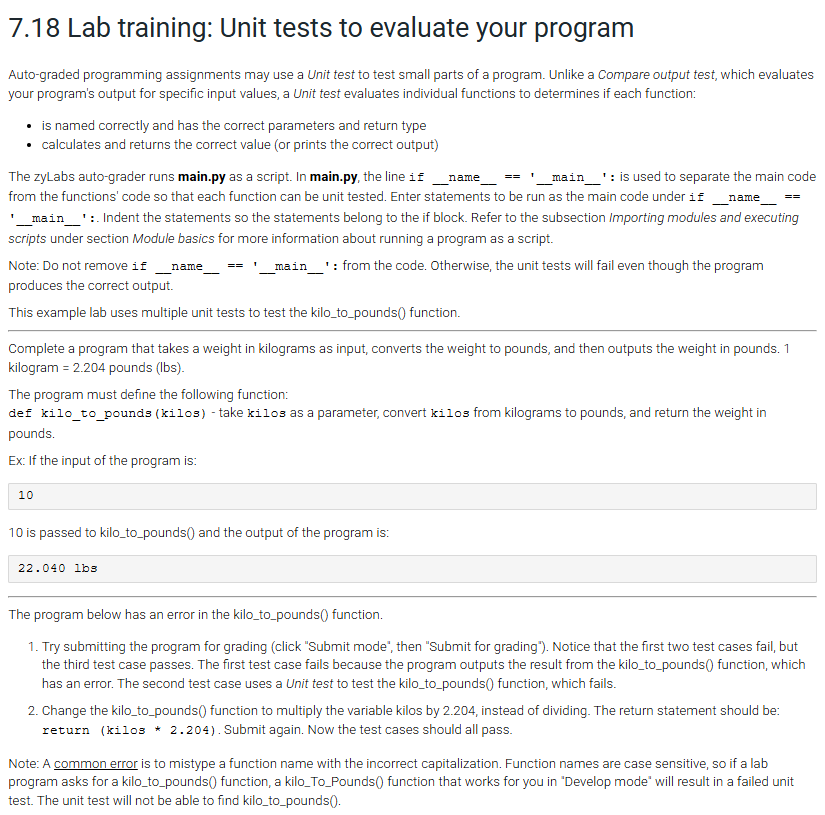 7.18 Lab training: Unit tests to evaluate your program
Auto-graded programming assignments may use a Unit test to test small parts of a program. Unlike a Compare output test, which evaluates
your program's output for specific input values, a Unit test evaluates individual functions to determines if each function:
• is named correctly and has the correct parameters and return type
• calculates and returns the correct value (or prints the correct output)
The zyLabs auto-grader runs main.py as a script. In main.py, the line if __name__ == '__main__': is used to separate the main code
from the functions' code so that each function can be unit tested. Enter statements to be run as the main code under if __name__ ==
'__main__':. Indent the statements so the statements belong to the if block. Refer to the subsection Importing modules and executing
scripts under section Module basics for more information about running a program as a script.
Note: Do not remove if __name__ == '__main__': from the code. Otherwise, the unit tests will fail even though the program
produces the correct output.
This example lab uses multiple unit tests to test the kilo_to_pounds() function.
Complete a program that takes a weight in kilograms as input, converts the weight to pounds, and then outputs the weight in pounds. 1
kilogram = 2.204 pounds (lbs).
The program must define the following function:
def kilo_to_pounds(kilos) - take kilos as a parameter, convert kilos from kilograms to pounds, and return the weight in
pounds.
Ex: If the input of the program is:
10
10 is passed to kilo_to_pounds() and the output of the program is:
22.040 lbs
The program below has an error in the kilo_to_pounds() function.
1. Try submitting the program for grading (click "Submit mode", then "Submit for grading"). Notice that the first two test cases fail, but
the third test case passes. The first test case fails because the program outputs the result from the kilo_to_pounds() function, which
has an error. The second test case uses a Unit test to test the kilo_to_pounds() function, which fails.
2. Change the kilo_to_pounds() function to multiply the variable kilos by 2.204, instead of dividing. The return statement should be:
return (kilos * 2.204). Submit again. Now the test cases should all pass.
Note: A common error is to mistype a function name with the incorrect capitalization. Function names are case sensitive, so if a lab
program asks for a kilo_to_pounds() function, a kilo_To_Pounds() function that works for you in "Develop mode" will result in a failed unit
test. The unit test will not be able to find kilo_to_pounds().